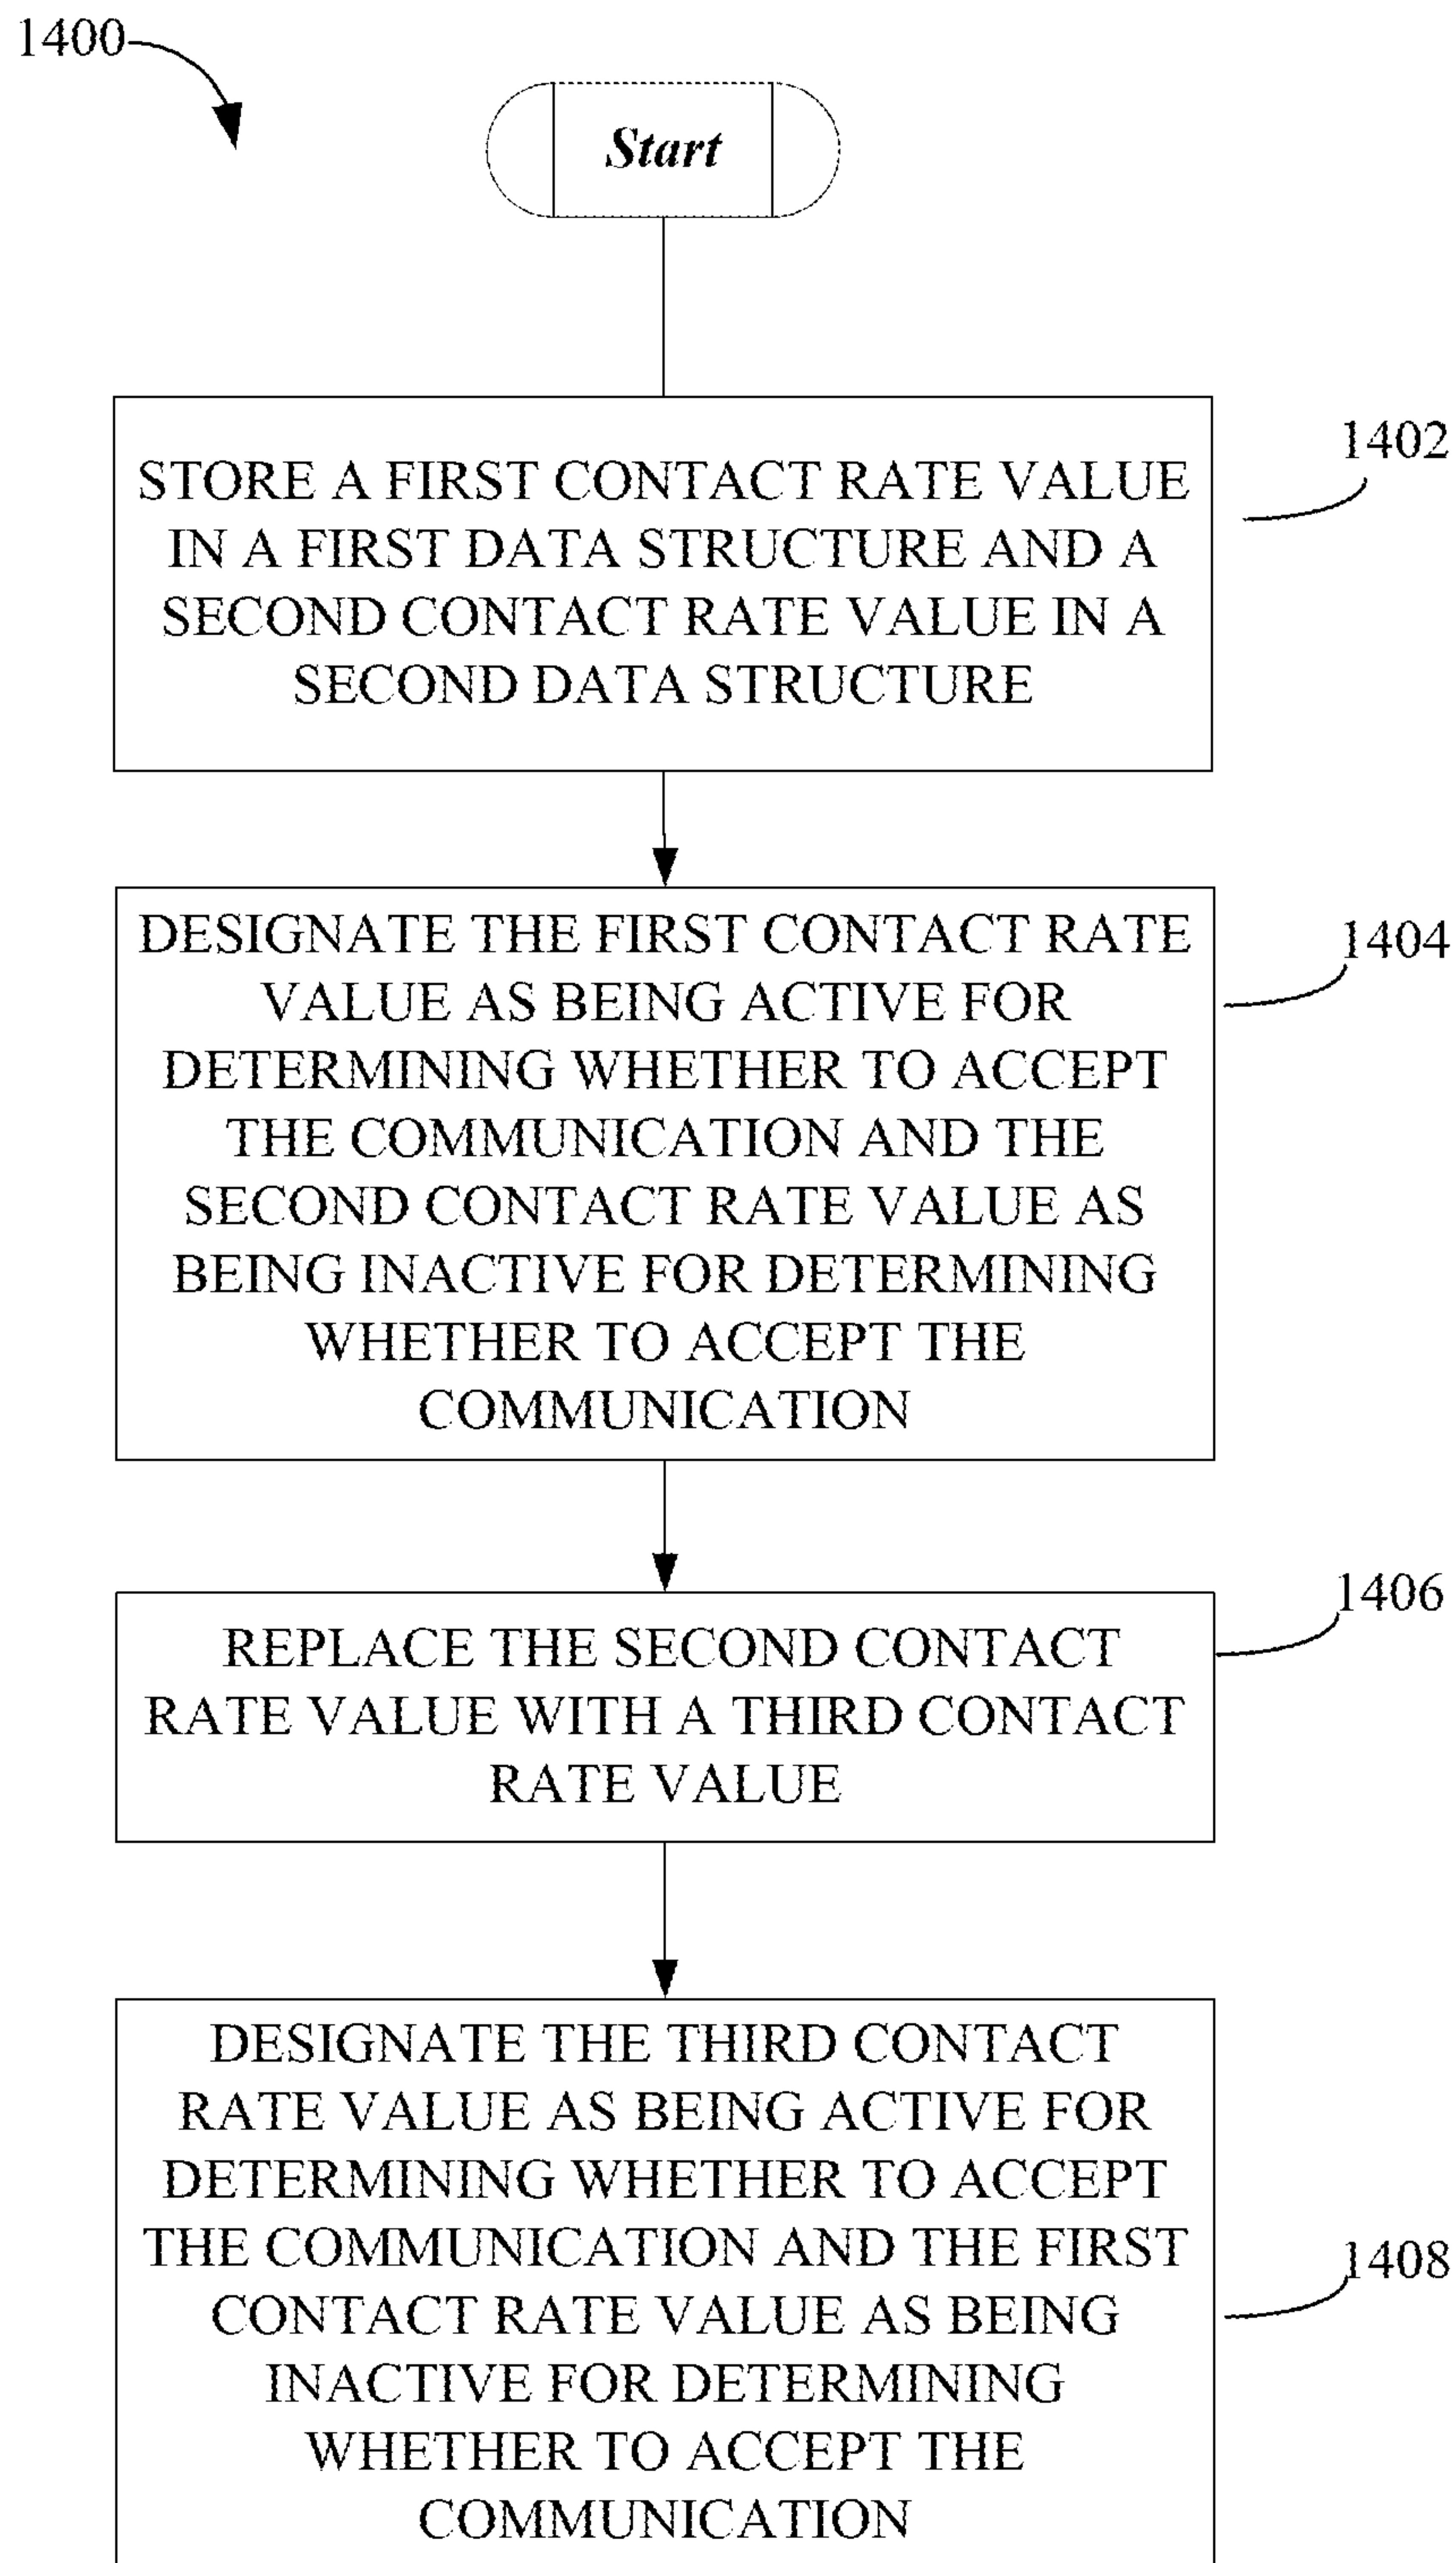 1400
Start
1402
STORE A FIRST CONTACT RATE VALUE
IN A FIRST DATA STRUCTURE AND A
SECOND CONTACT RATE VALUE IN A
SECOND DATA STRUCTURE
1404
DESIGNATE THE FIRST CONTACT RATE
VALUE AS BEING ACTIVE FOR
DETERMINING WHETHER TO ACCEPT
THE COMMUNICATION AND THE
SECOND CONTACT RATE VALUE AS
BEING INACTIVE FOR DETERMINING
WHETHER TO ACCEPT THE
COMMUNICATION
1406
REPLACE THE SECOND CONTACT
RATE VALUE WITH A THIRD CONTACT
RATE VALUE
DESIGNATE THE THIRD CONTACT
RATE VALUE AS BEING ACTIVE FOR
DETERMINING WHETHER TO ACCEPT
THE COMMUNICATION AND THE FIRST
1408
CONTACT RATE VALUE AS BEING
INACTIVE FOR DETERMINING
WHETHER TO ACCEPT THE
COMMUNICATION